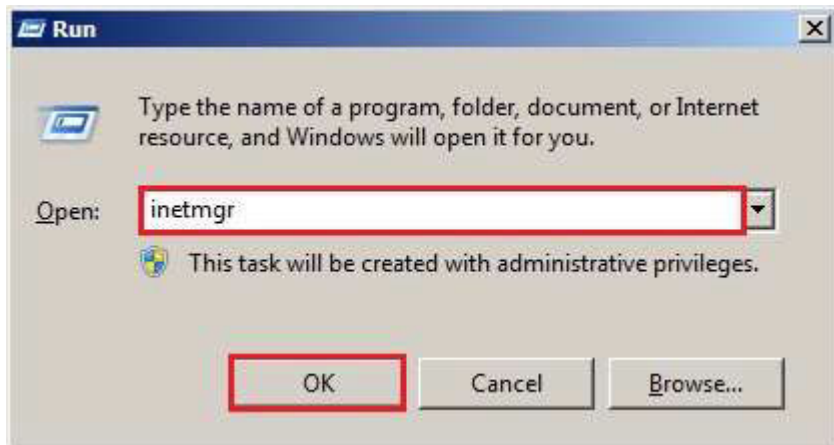 Run
Type the name of a program, folder, document, or Internet
resource, and Windows will open it for you.
Open: inetmgr
This task will be created with administrative privileges.
OK Cancel Browse...